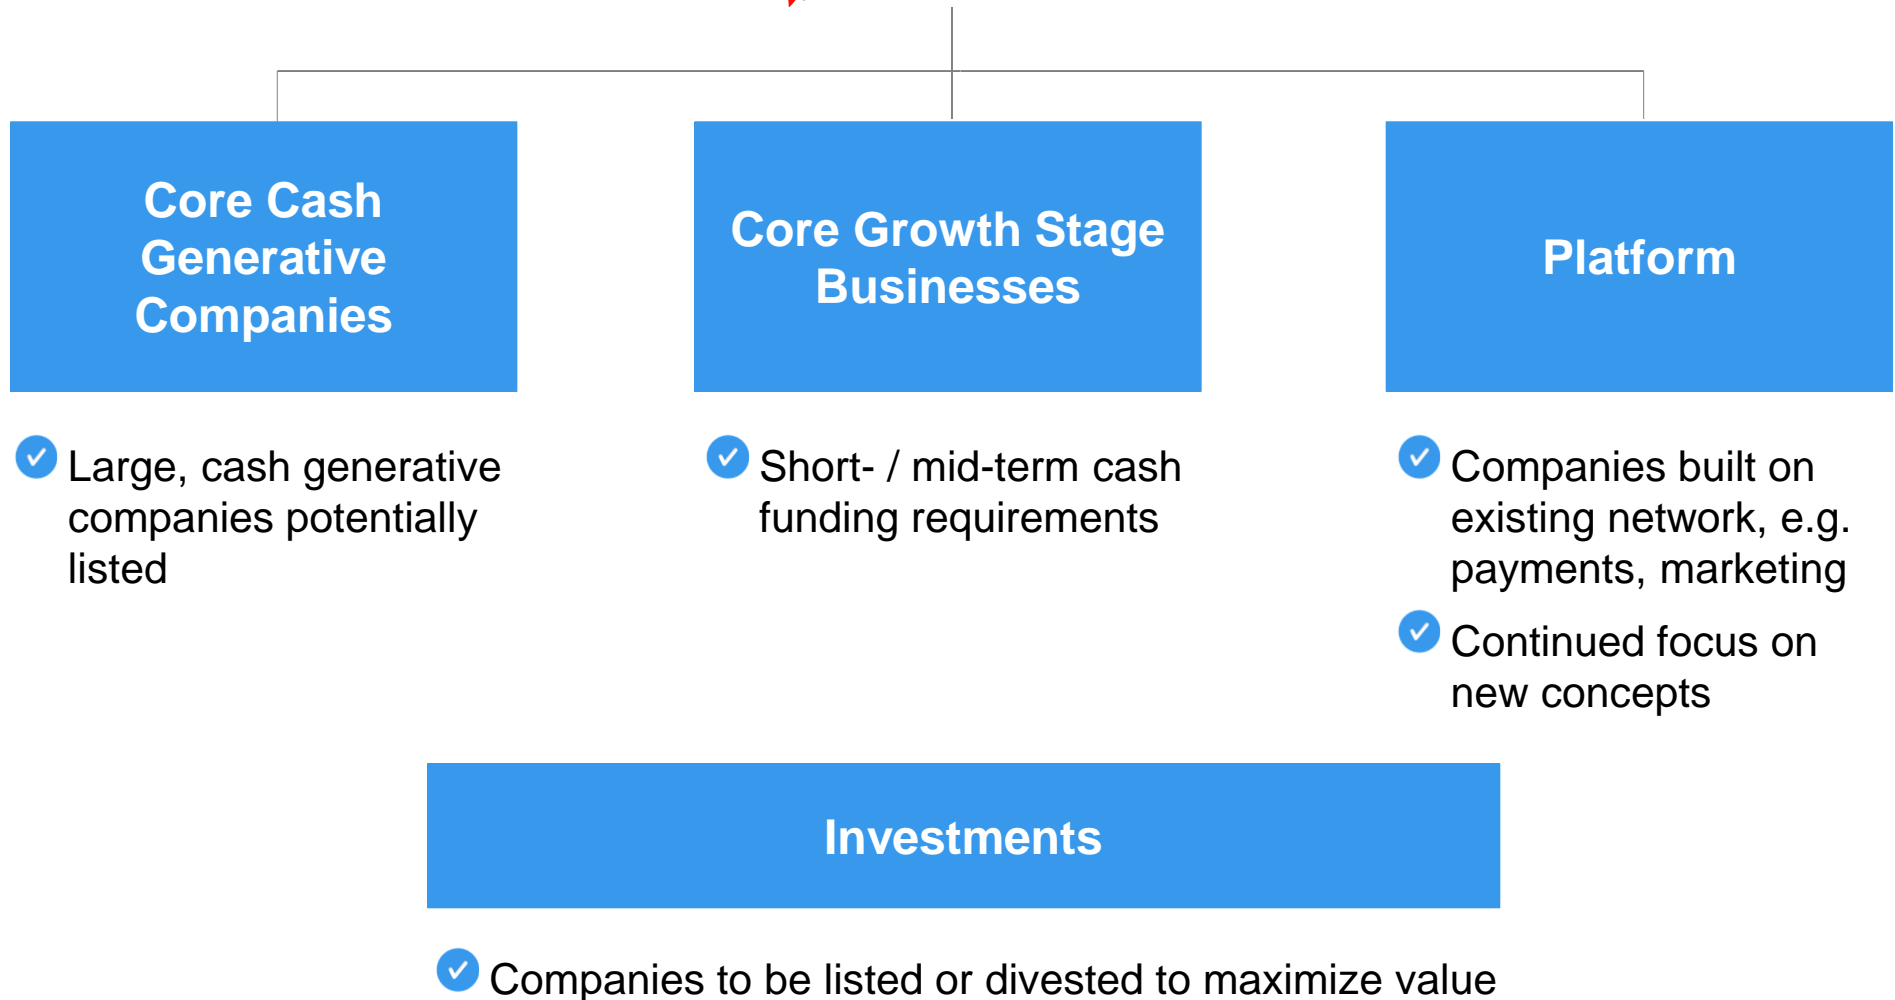 Core Cash
Generative
Companies
Core Growth Stage
Businesses
Platform
Large, cash generative
companies potentially
listed
Short- / mid-term cash
funding requirements
Companies built on
existing network, e.g.
payments, marketing
Continued focus on
new concepts
Investments
Companies to be listed or divested to maximize value